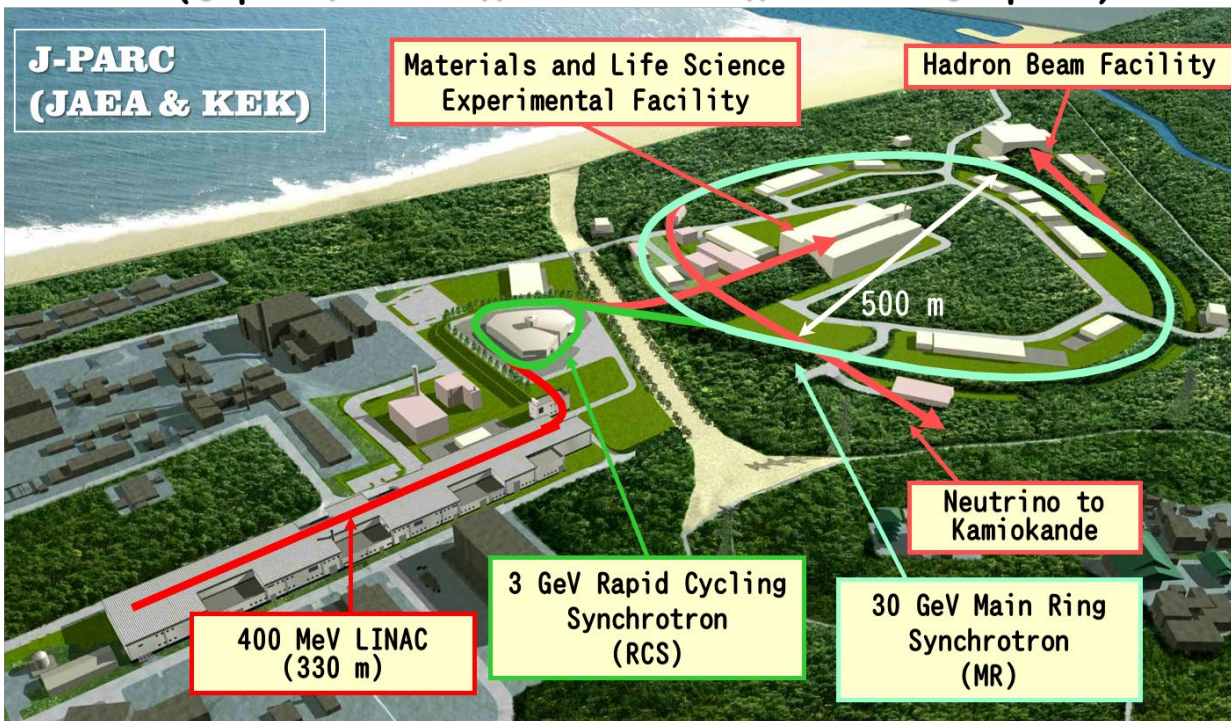 J-PARC
(JAEA & KEK)
Materials and Life Science
Experimental Facility
Hadron Beam Facility
500 m
Neutrino to
Kamiokande
3 GeV Rapid Cycling
Synchrotron
(RCS)
30 GeV Main Ring
Synchrotron
(MR)
400 MeV LINAC
(330 m)